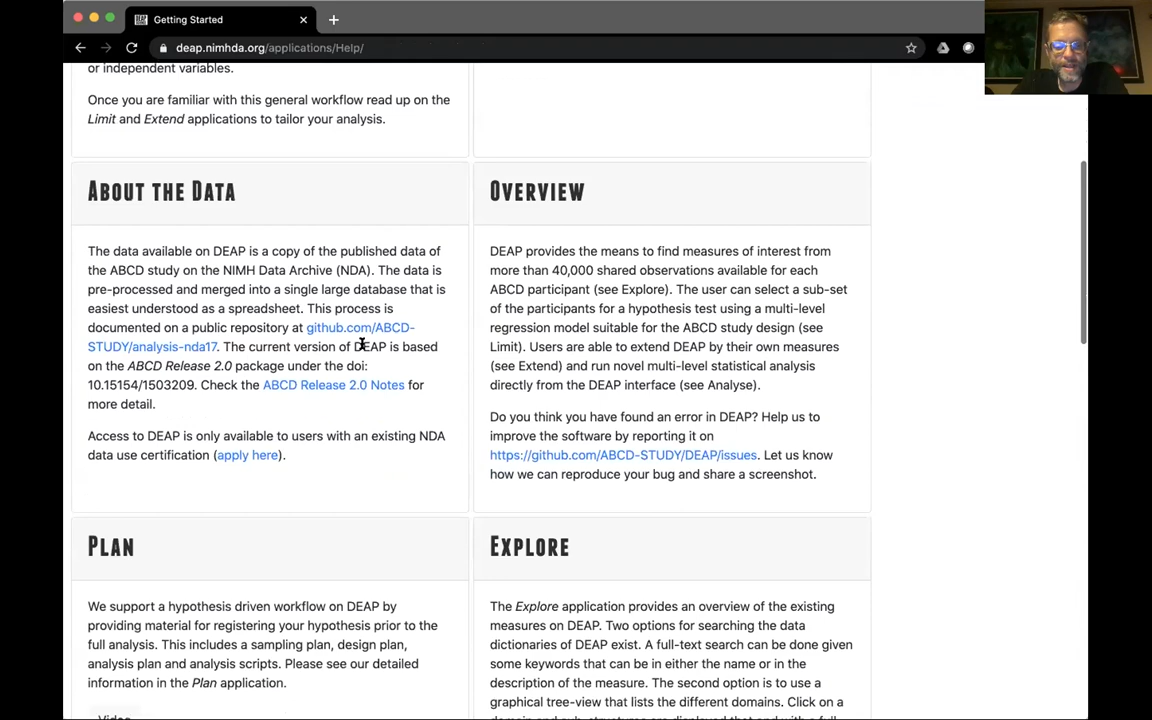 Getting Started
deap.nimhda.org/applications/Help/
or independent variables.
Once you are familiar with this general workflow read up on the
Limit and Extend applications to tailor your analysis.
About the Data
The data available on DEAP is a copy of the published data of
the ABCD study on the NIMH Data Archive (NDA). The data is
pre-processed and merged into a single large database that is
easiest understood as a spreadsheet. This process is
documented on a public repository at github.com/ABCD-
STUDY/analysis-nda17. The current version of DEAP is based
on the ABCD Release 2.0 package under the doi:
10.15154/1503209. Check the ABCD Release 2.0 Notes for
more detail.
Access to DEAP is only available to users with an existing NDA
data use certification (apply here).
Overview
DEAP provides the means to find measures of interest from
more than 40,000 shared observations available for each
ABCD participant (see Explore). The user can select a sub-set
of the participants for a hypothesis test using a multi-level
regression model suitable for the ABCD study design (see
Limit). Users are able to extend DEAP by their own measures
(see Extend) and run novel multi-level statistical analysis
directly from the DEAP interface (see Analyse).
Do you think you have found an error in DEAP? Help us to
improve the software by reporting it on
https://github.com/ABCD-STUDY/DEAP/issues. Let us know
how we can reproduce your bug and share a screenshot.
Plan
We support a hypothesis driven workflow on DEAP by
providing material for registering your hypothesis prior to the
full analysis. This includes a sampling plan, design plan,
analysis plan and analysis scripts. Please see our detailed
information in the Plan application.
Video
Explore
The Explore application provides an overview of the existing
measures on DEAP. Two options for searching the data
dictionaries of DEAP exist. A full-text search can be done given
some keywords that can be in either the name or in the
description of the measure. The second option is to use a
graphical tree-view that lists the different domains. Click on a